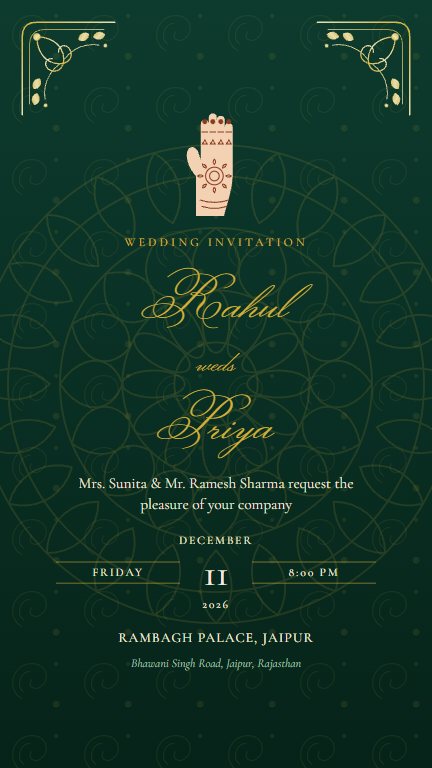 WEDDING INVITATION
Rahul
weds
Priya
Mrs. Sunita & Mr. Ramesh Sharma request the
pleasure of your company
DECEMBER
FRIDAY 11 8:00 PM
2026
RAMBAGH PALACE, JAIPUR
Bhawani Singh Road, Jaipur, Rajasthan